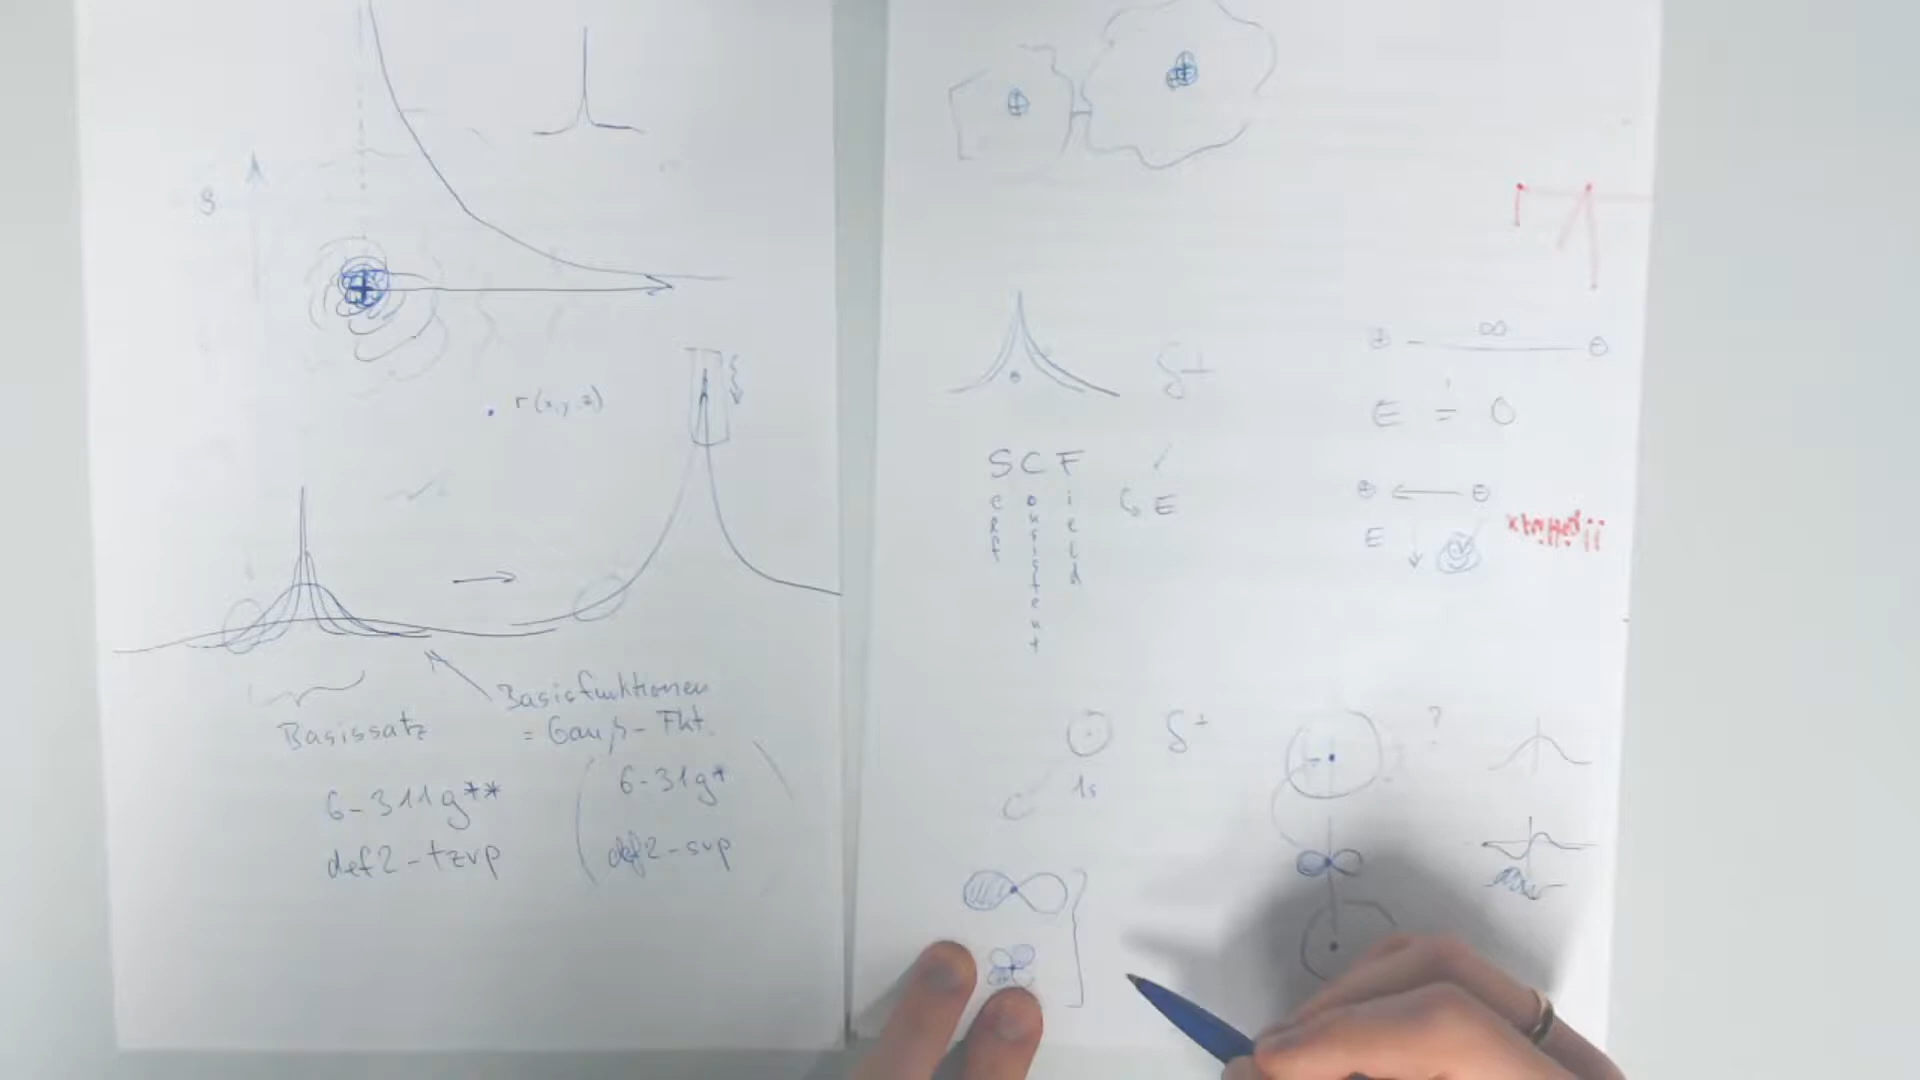 r(x,y,z)
Basissatz
Basisfunktionen
= Gauß-Fkt.
6-311g**
def2-tzvp
6-31g*
def2-svp
δ+
SCF
Self
Consistent
Field
E
∞
E = 0
E
1s
δ+
?